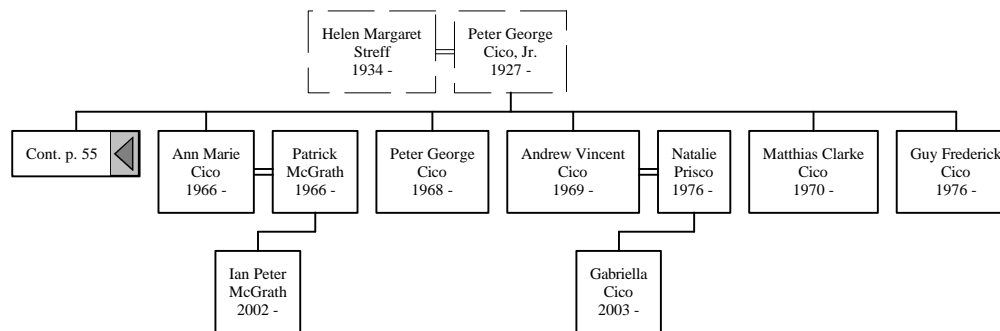 Helen Margaret
Streff
1934 -
Peter George
Cico, Jr.
1927 -
Cont. p. 55
Ann Marie
Cico
1966 -
Patrick
McGrath
1966 -
Peter George
Cico
1968 -
Andrew Vincent
Cico
1969 -
Natalie
Prisco
1976 -
Matthias Clarke
Cico
1970 -
Guy Frederick
Cico
1976 -
Ian Peter
McGrath
2002 -
Gabriella
Cico
2003 -